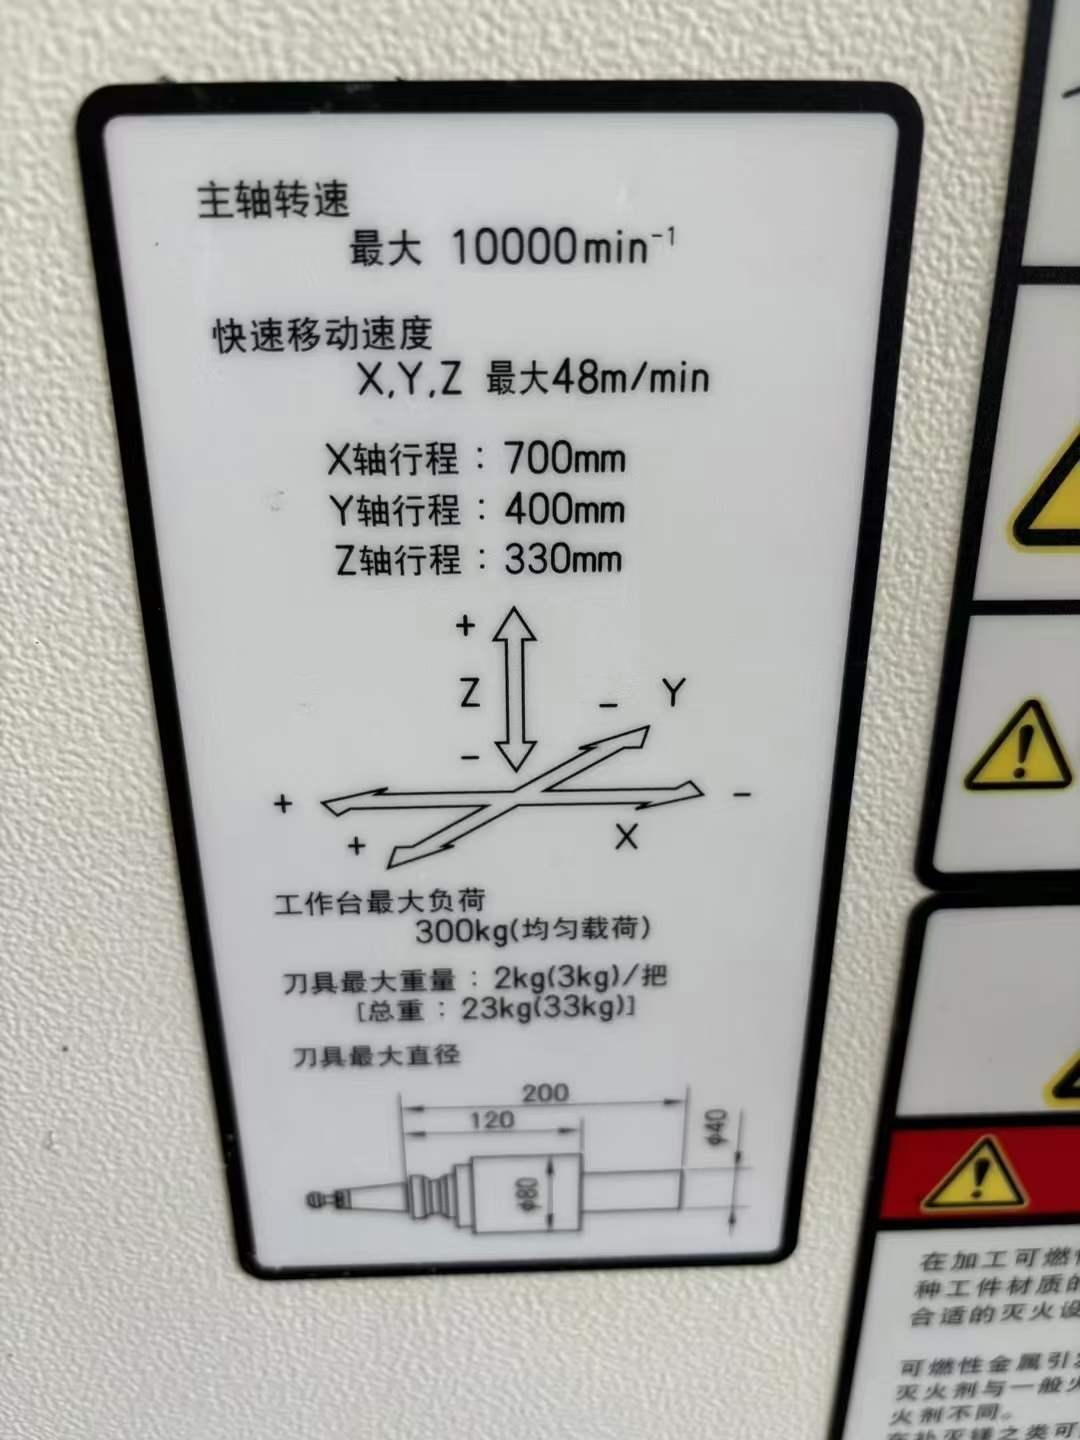 主轴转速
最大 10000min⁻¹
快速移动速度
X,Y,Z 最大48m/min
X轴行程：700mm
Y轴行程：400mm
Z轴行程：330mm
+
Z
-
- Y
+ -
+ X
工作台最大负荷
300kg(均匀载荷)
刀具最大重量：2kg(3kg)/把
[总重：23kg(33kg)]
刀具最大直径
200
120
φ40
φ80
在加工可燃
种工件材质的
合适的灭火设
可燃性金属引发
灭火剂与一般火
火剂不同。